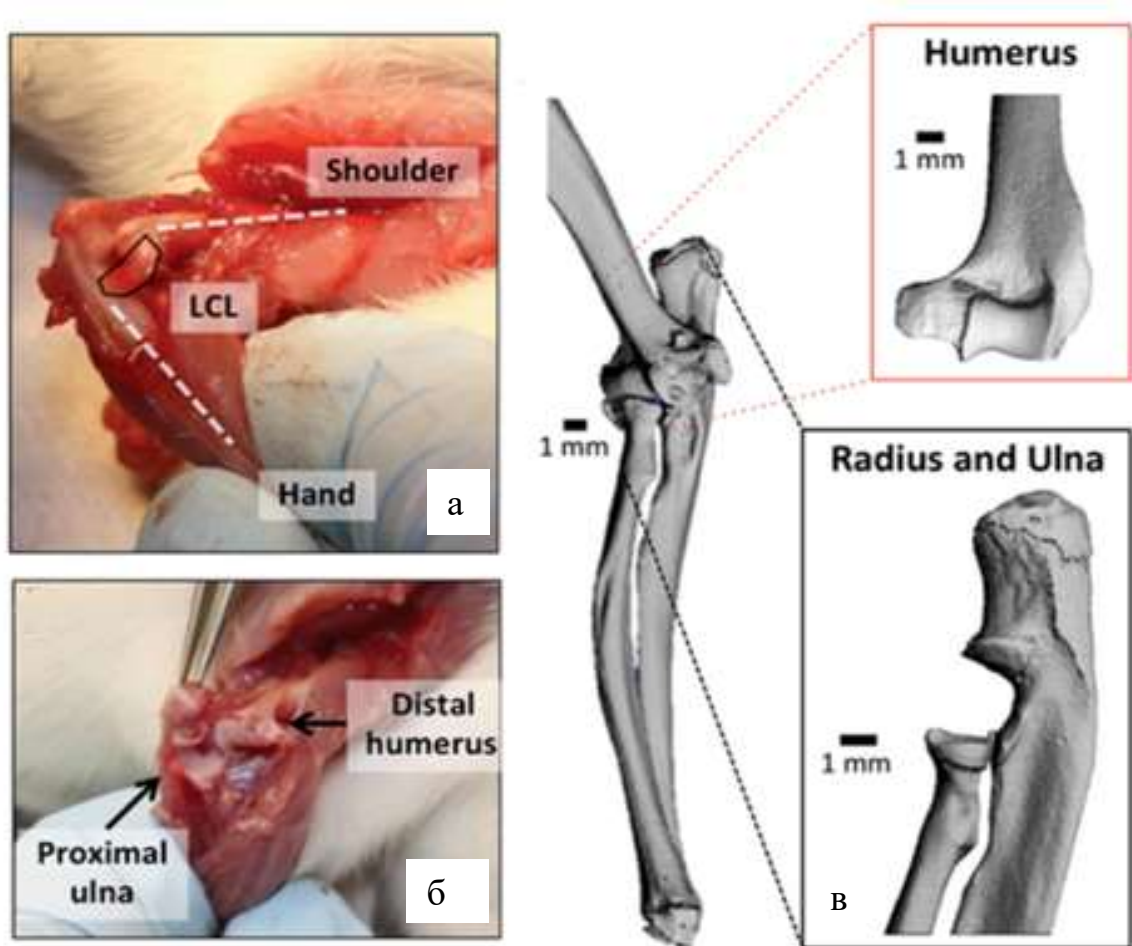 Shoulder
LCL
Hand
а
Distal
humerus
Proximal
ulna
б
1 mm
Humerus
1 mm
Radius and Ulna
1 mm
в